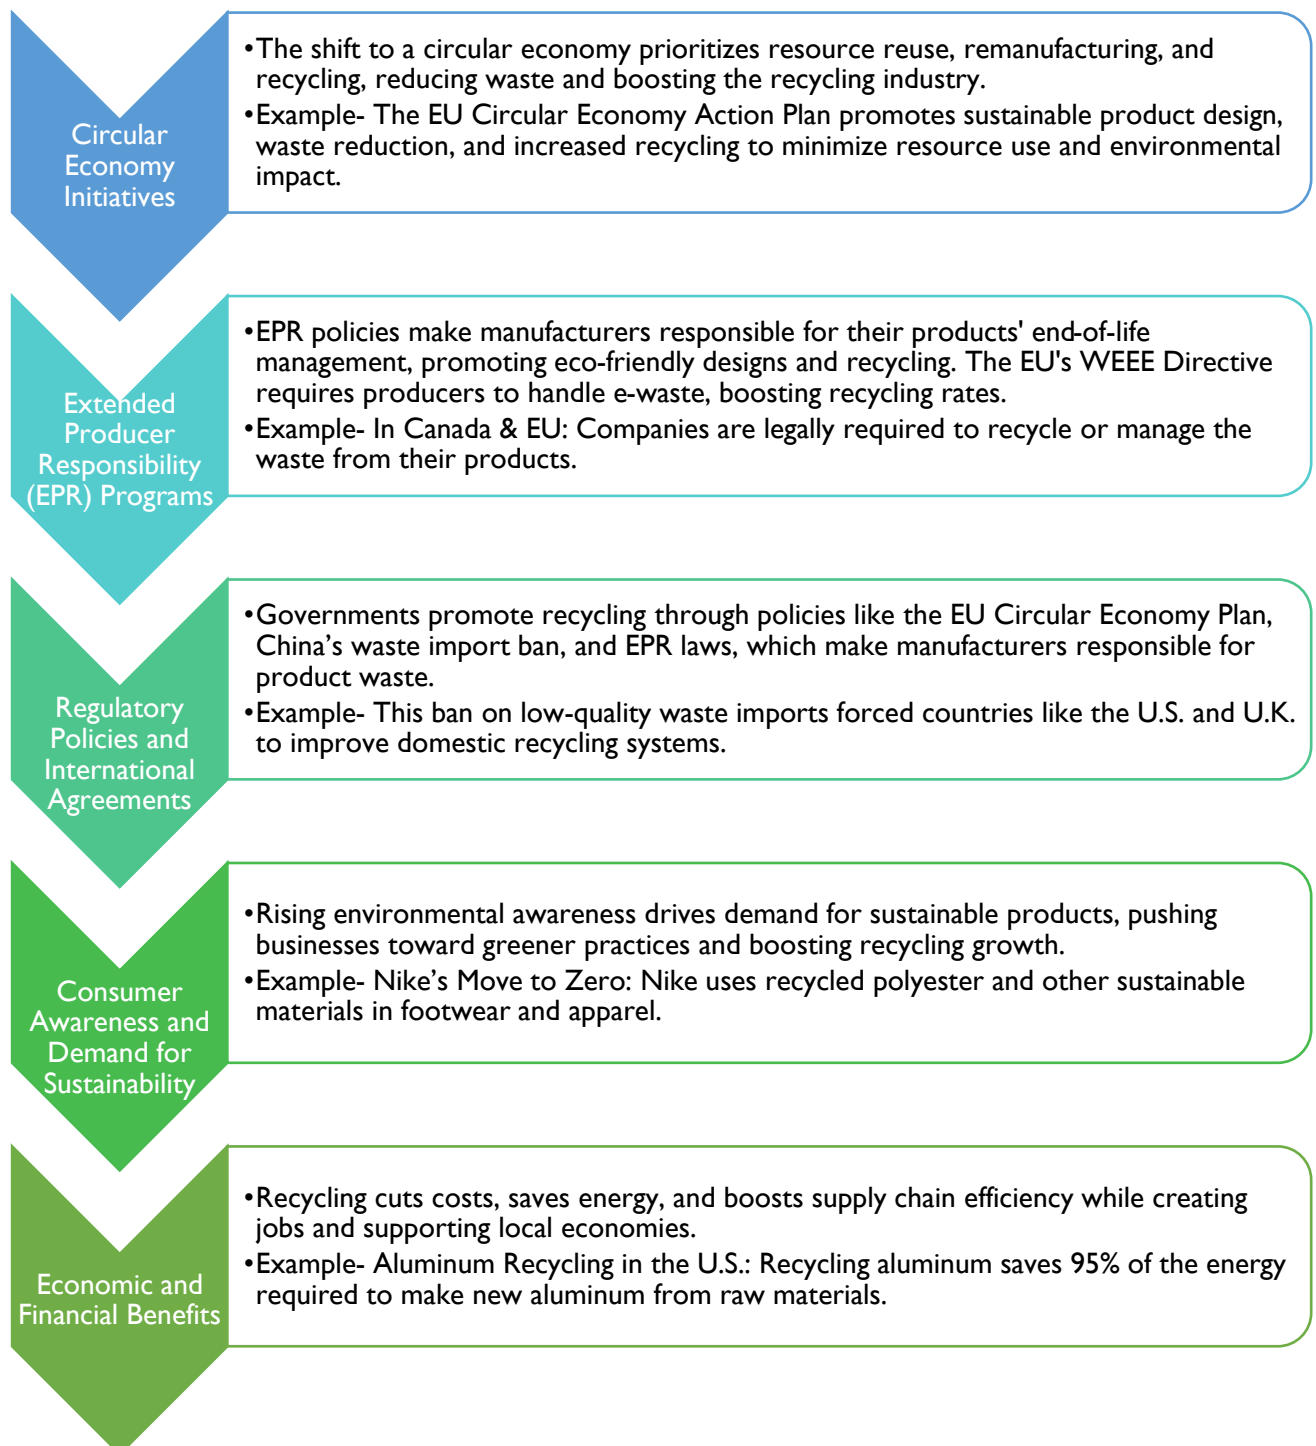 Circular
Economy
Initiatives
•The shift to a circular economy prioritizes resource reuse, remanufacturing, and
recycling, reducing waste and boosting the recycling industry.
•Example- The EU Circular Economy Action Plan promotes sustainable product design,
waste reduction, and increased recycling to minimize resource use and environmental
impact.
Extended
Producer
Responsibility
(EPR) Programs
•EPR policies make manufacturers responsible for their products' end-of-life
management, promoting eco-friendly designs and recycling. The EU's WEEE Directive
requires producers to handle e-waste, boosting recycling rates.
•Example- In Canada & EU: Companies are legally required to recycle or manage the
waste from their products.
Regulatory
Policies and
International
Agreements
•Governments promote recycling through policies like the EU Circular Economy Plan,
China’s waste import ban, and EPR laws, which make manufacturers responsible for
product waste.
•Example- This ban on low-quality waste imports forced countries like the U.S. and U.K.
to improve domestic recycling systems.
Consumer
Awareness and
Demand for
Sustainability
•Rising environmental awareness drives demand for sustainable products, pushing
businesses toward greener practices and boosting recycling growth.
•Example- Nike’s Move to Zero: Nike uses recycled polyester and other sustainable
materials in footwear and apparel.
Economic and
Financial Benefits
•Recycling cuts costs, saves energy, and boosts supply chain efficiency while creating
jobs and supporting local economies.
•Example- Aluminum Recycling in the U.S.: Recycling aluminum saves 95% of the energy
required to make new aluminum from raw materials.